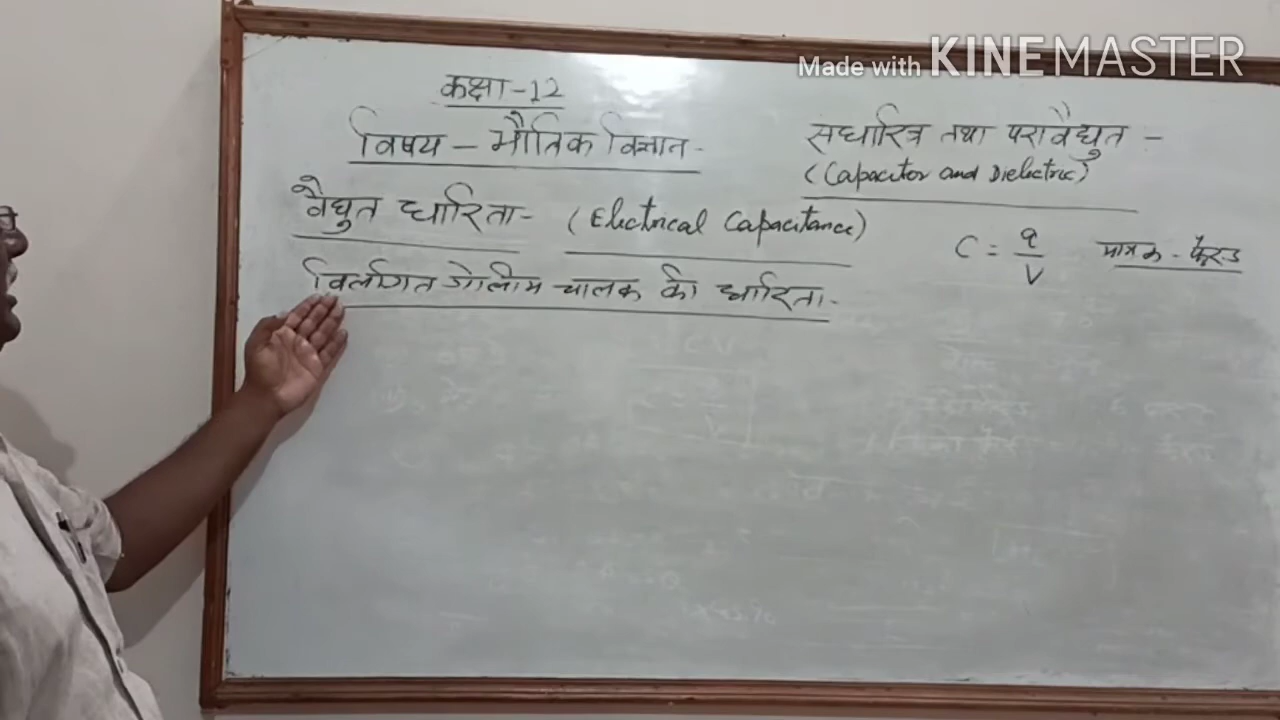 Made with KINEMASTER
कक्षा - 12
विषय - भौतिक विज्ञान -
संधारित्र तथा परावैद्युत -
(Capacitor and Dielectric)
वैद्युत धारिता - (Electrical Capacitance)
C = q/V मात्रक - फैरड
विलगित गोलीय चालक की धारिता -